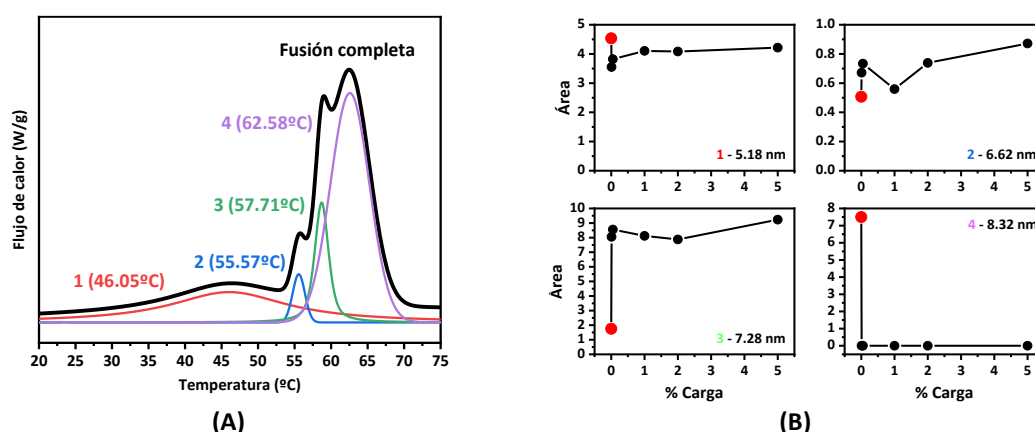 Fusión completa
4 (62.58ºC)
3 (57.71ºC)
2 (55.57ºC)
1 (46.05ºC)
Flujo de calor (W/g)
20 25 30 35 40 45 50 55 60 65 70 75
Temperatura (ºC)
(A)
5
4
3
2
1
0
Área
0 1 2 3 4 5
1 - 5.18 nm
1.0
0.8
0.6
0.4
0.2
0.0
0 1 2 3 4 5
2 - 6.62 nm
10
9
8
7
6
5
4
3
2
1
0
Área
0 1 2 3 4 5
3 - 7.28 nm
% Carga
8
7
6
5
4
3
2
1
0
0 1 2 3 4 5
4 - 8.32 nm
% Carga
(B)